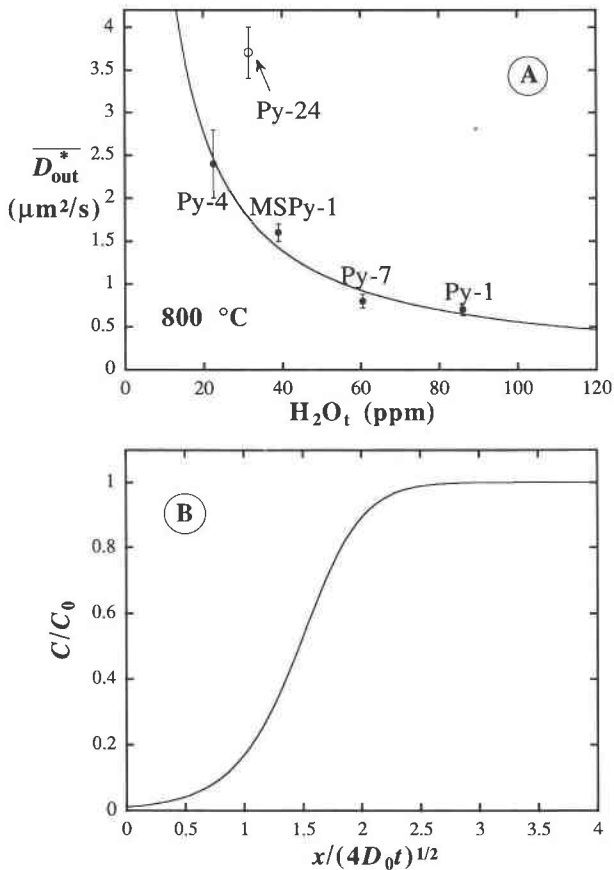 4
3.5
3
2.5
2
1.5
1
0.5
0
D*out
(μm²/s)
A
Py-24
Py-4
MSPy-1
Py-7
Py-1
800 °C
0 20 40 60 80 100 120
H₂Oₜ (ppm)
1
0.8
0.6
0.4
0.2
0
C/C₀
B
0 0.5 1 1.5 2 2.5 3 3.5 4
x/(4D₀t)¹/²